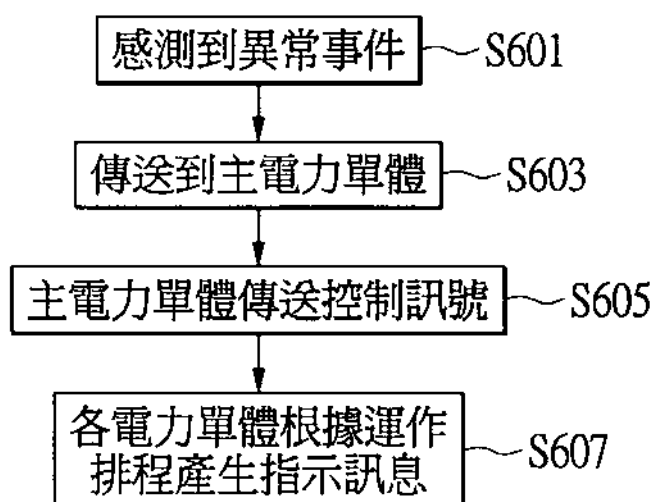 感測到異常事件 S601
傳送到主電力單體 S603
主電力單體傳送控制訊號 S605
各電力單體根據運作
排程產生指示訊息 S607